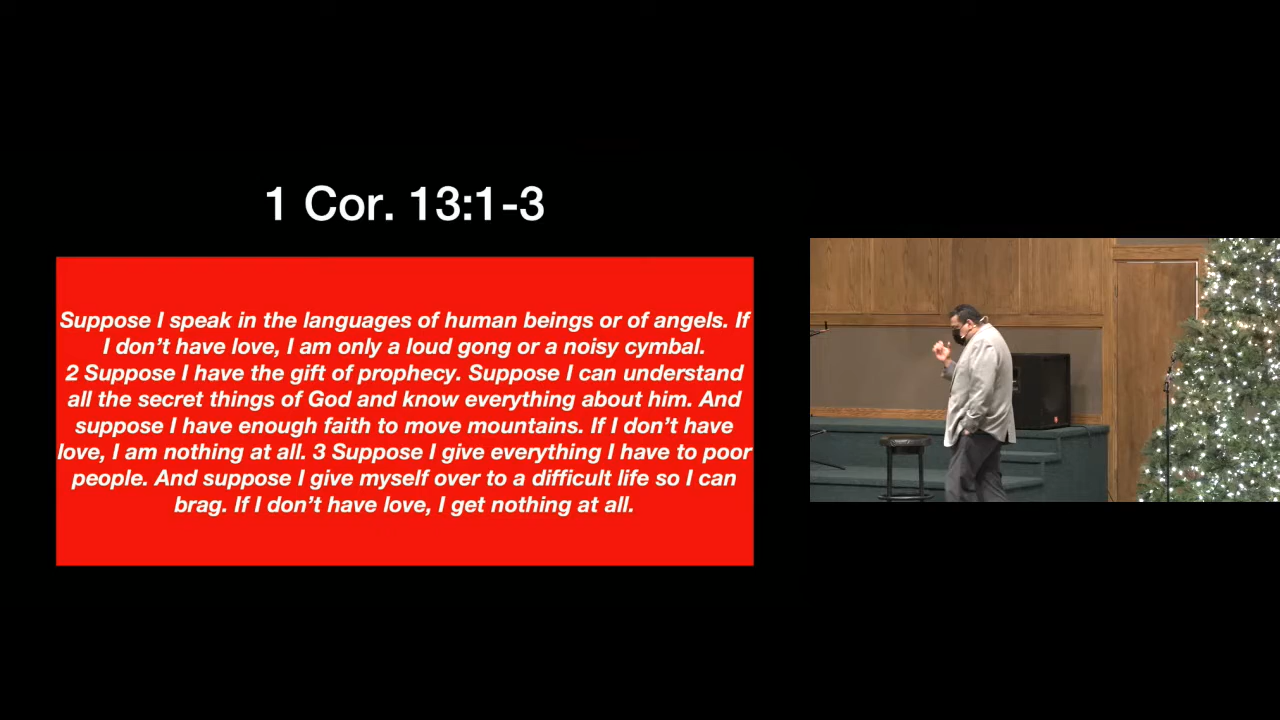 1 Cor. 13:1-3
Suppose I speak in the languages of human beings or of angels. If
I don’t have love, I am only a loud gong or a noisy cymbal.
2 Suppose I have the gift of prophecy. Suppose I can understand
all the secret things of God and know everything about him. And
suppose I have enough faith to move mountains. If I don’t have
love, I am nothing at all. 3 Suppose I give everything I have to poor
people. And suppose I give myself over to a difficult life so I can
brag. If I don’t have love, I get nothing at all.